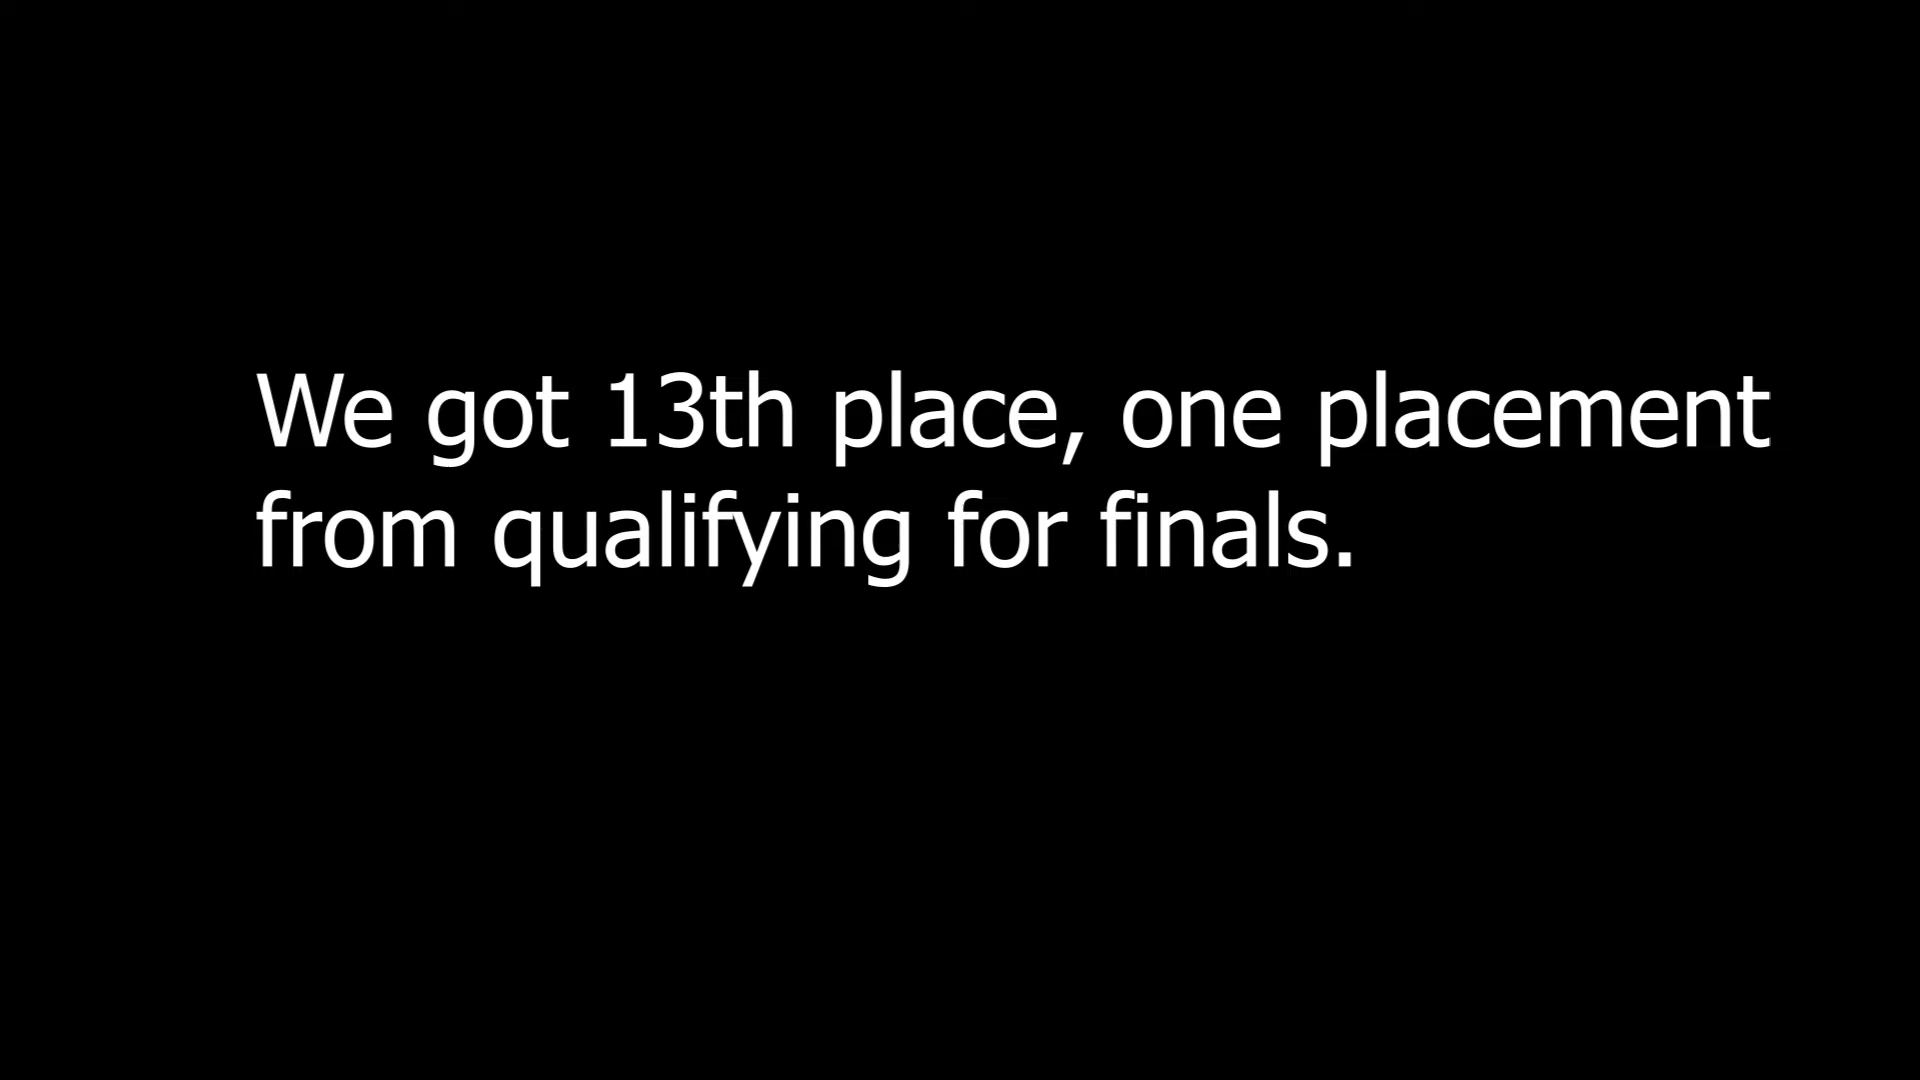 We got 13th place, one placement
from qualifying for finals.